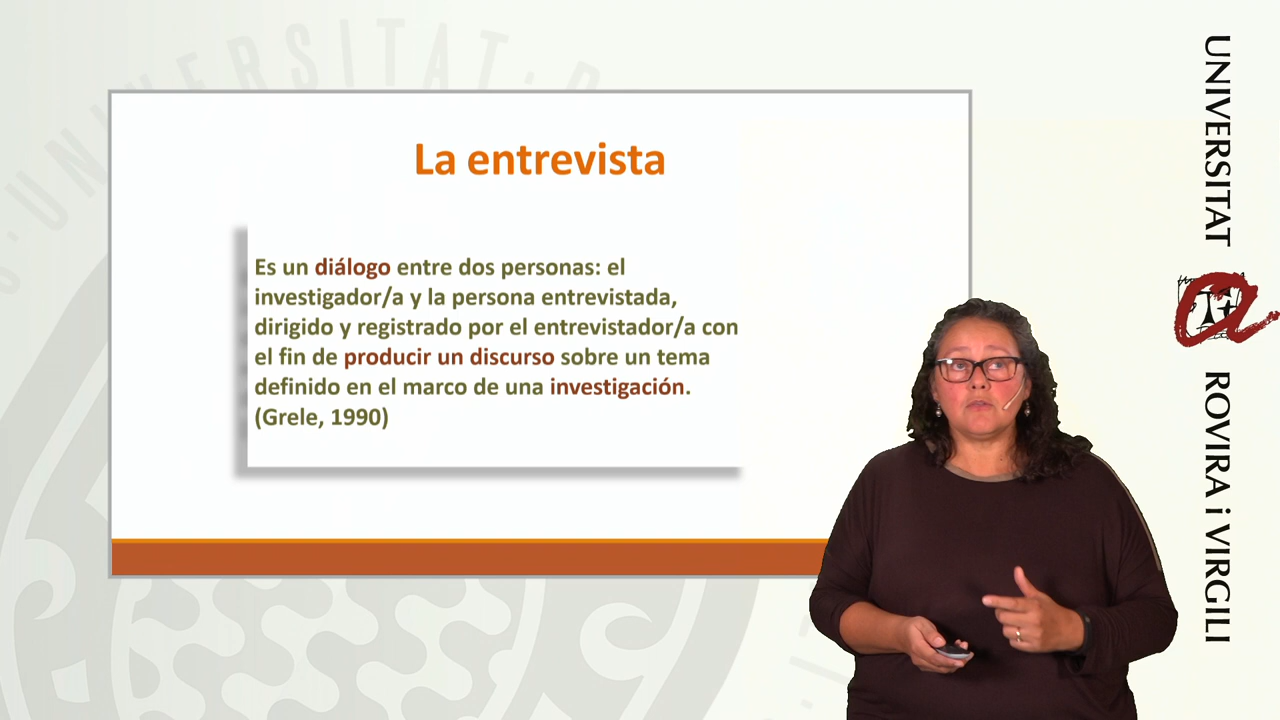 La entrevista
Es un diálogo entre dos personas: el
investigador/a y la persona entrevistada,
dirigido y registrado por el entrevistador/a con
el fin de producir un discurso sobre un tema
definido en el marco de una investigación.
(Grele, 1990)
UNIVERSITAT
ROVIRA i VIRGILI